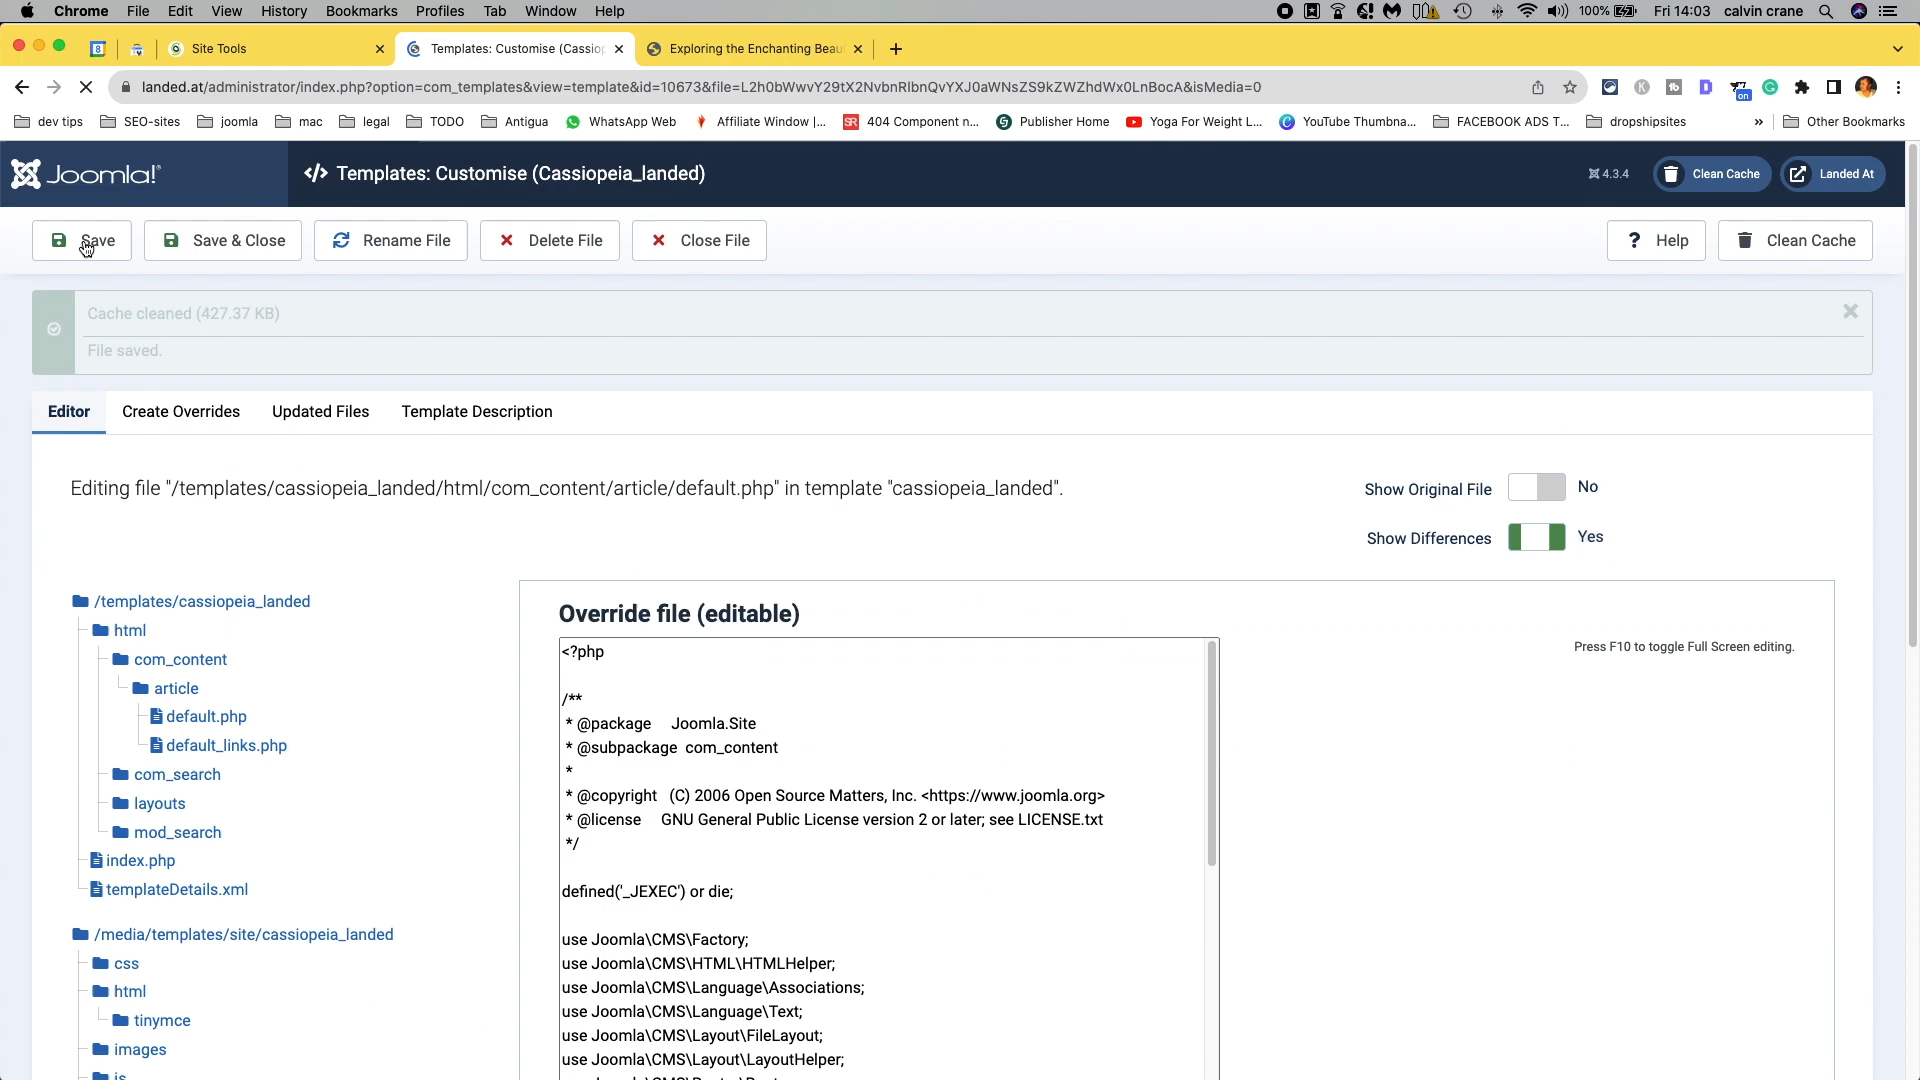 Chrome File Edit View History Bookmarks Profiles Tab Window Help 100% Fri 14:03 calvin crane
8 Site Tools Templates: Customise (Cassiop Exploring the Enchanting Beau
landed.at/administrator/index.php?option=com_templates&view=template&id=10673&file=L2h0bWwvY29tX2NvbnRlbnQvYXJ0aWNsZS9kZWZhdWx0LnBocA&isMedia=0
dev tips SEO-sites joomla mac legal TODO Antigua WhatsApp Web Affiliate Window |... 404 Component n... Publisher Home Yoga For Weight L... YouTube Thumbna... FACEBOOK ADS T... dropshipsites » Other Bookmarks
Joomla!® </> Templates: Customise (Cassiopeia_landed) 4.3.4 Clean Cache Landed At
Save Save & Close Rename File Delete File Close File ? Help Clean Cache
Cache cleaned (427.37 KB)
File saved.
Editor Create Overrides Updated Files Template Description
Editing file "/templates/cassiopeia_landed/html/com_content/article/default.php" in template "cassiopeia_landed".
Show Original File No
Show Differences Yes
/templates/cassiopeia_landed
html
com_content
article
default.php
default_links.php
com_search
layouts
mod_search
index.php
templateDetails.xml
/media/templates/site/cassiopeia_landed
css
html
tinymce
images
js
Override file (editable)
Press F10 to toggle Full Screen editing.
<?php
/**
* @package Joomla.Site
* @subpackage com_content
*
* @copyright (C) 2006 Open Source Matters, Inc. <https://www.joomla.org>
* @license GNU General Public License version 2 or later; see LICENSE.txt
*/
defined('_JEXEC') or die;
use Joomla\CMS\Factory;
use Joomla\CMS\HTML\HTMLHelper;
use Joomla\CMS\Language\Associations;
use Joomla\CMS\Language\Text;
use Joomla\CMS\Layout\FileLayout;
use Joomla\CMS\Layout\LayoutHelper;